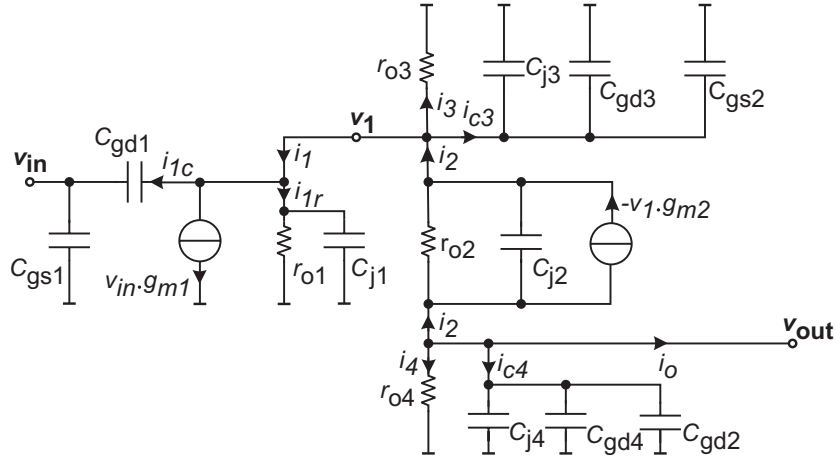 r_o3
C_j3
C_gd3
C_gs2
i_3
i_c3
v_1
C_gd1
v_in
i_1c
i_1
i_2
i_1r
-v_1.g_m2
C_gs1
v_in.g_m1
r_o1
C_j1
r_o2
C_j2
i_2
v_out
i_4
i_c4
i_o
r_o4
C_j4
C_gd4
C_gd2